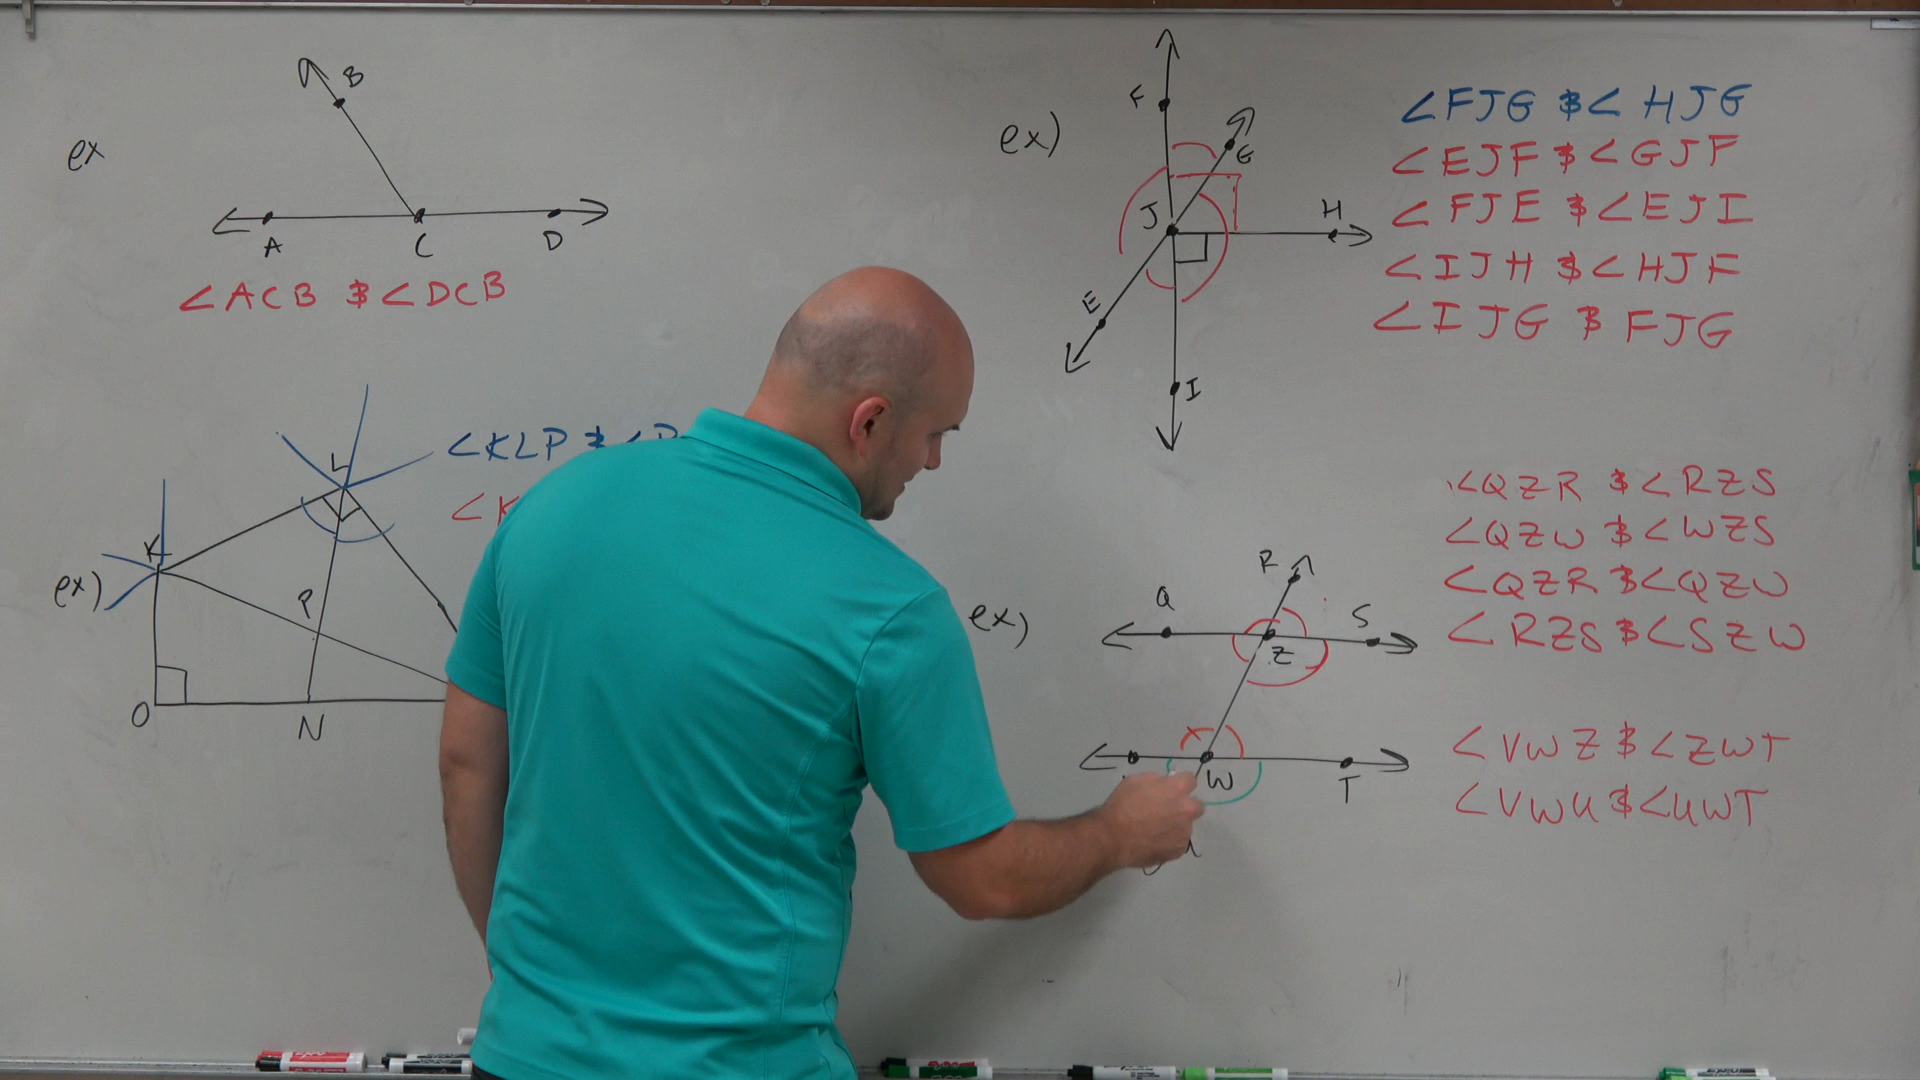 ex
B
A C D
∠ACB & ∠DCB
ex)
K
L
P
O N
∠KLP & ∠
∠K
ex)
F
G
J H
E
I
∠FJG & ∠HJG
∠EJF & ∠GJF
∠FJE & ∠EJI
∠IJH & ∠HJF
∠IJG & FJG
ex)
R
Q S
Z
W T
∠QZR & ∠RZS
∠QZW & ∠WZS
∠QZR & ∠QZW
∠RZS & ∠SZW
∠VWZ & ∠ZWT
∠VWU & ∠UWT